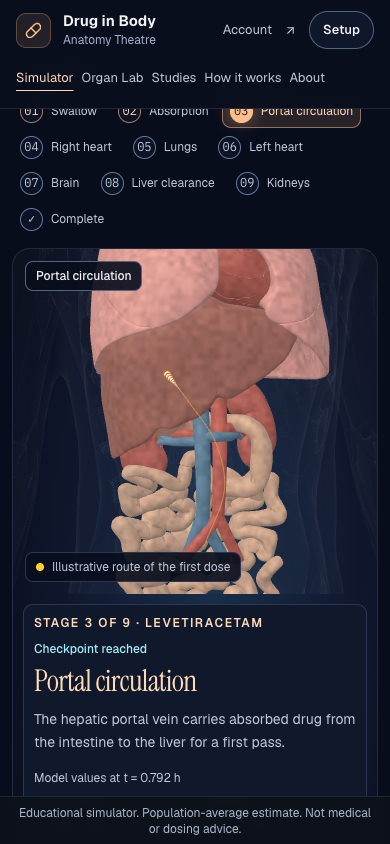 Drug in Body
Anatomy Theatre
Account ↗ Setup
Simulator Organ Lab Studies How it works About
01 Swallow 02 Absorption 03 Portal circulation
04 Right heart 05 Lungs 06 Left heart
07 Brain 08 Liver clearance 09 Kidneys
✓ Complete
Portal circulation
Illustrative route of the first dose
STAGE 3 OF 9 · LEVETIRACETAM
Checkpoint reached
Portal circulation
The hepatic portal vein carries absorbed drug from
the intestine to the liver for a first pass.
Model values at t = 0.792 h
Educational simulator. Population-average estimate. Not medical
or dosing advice.